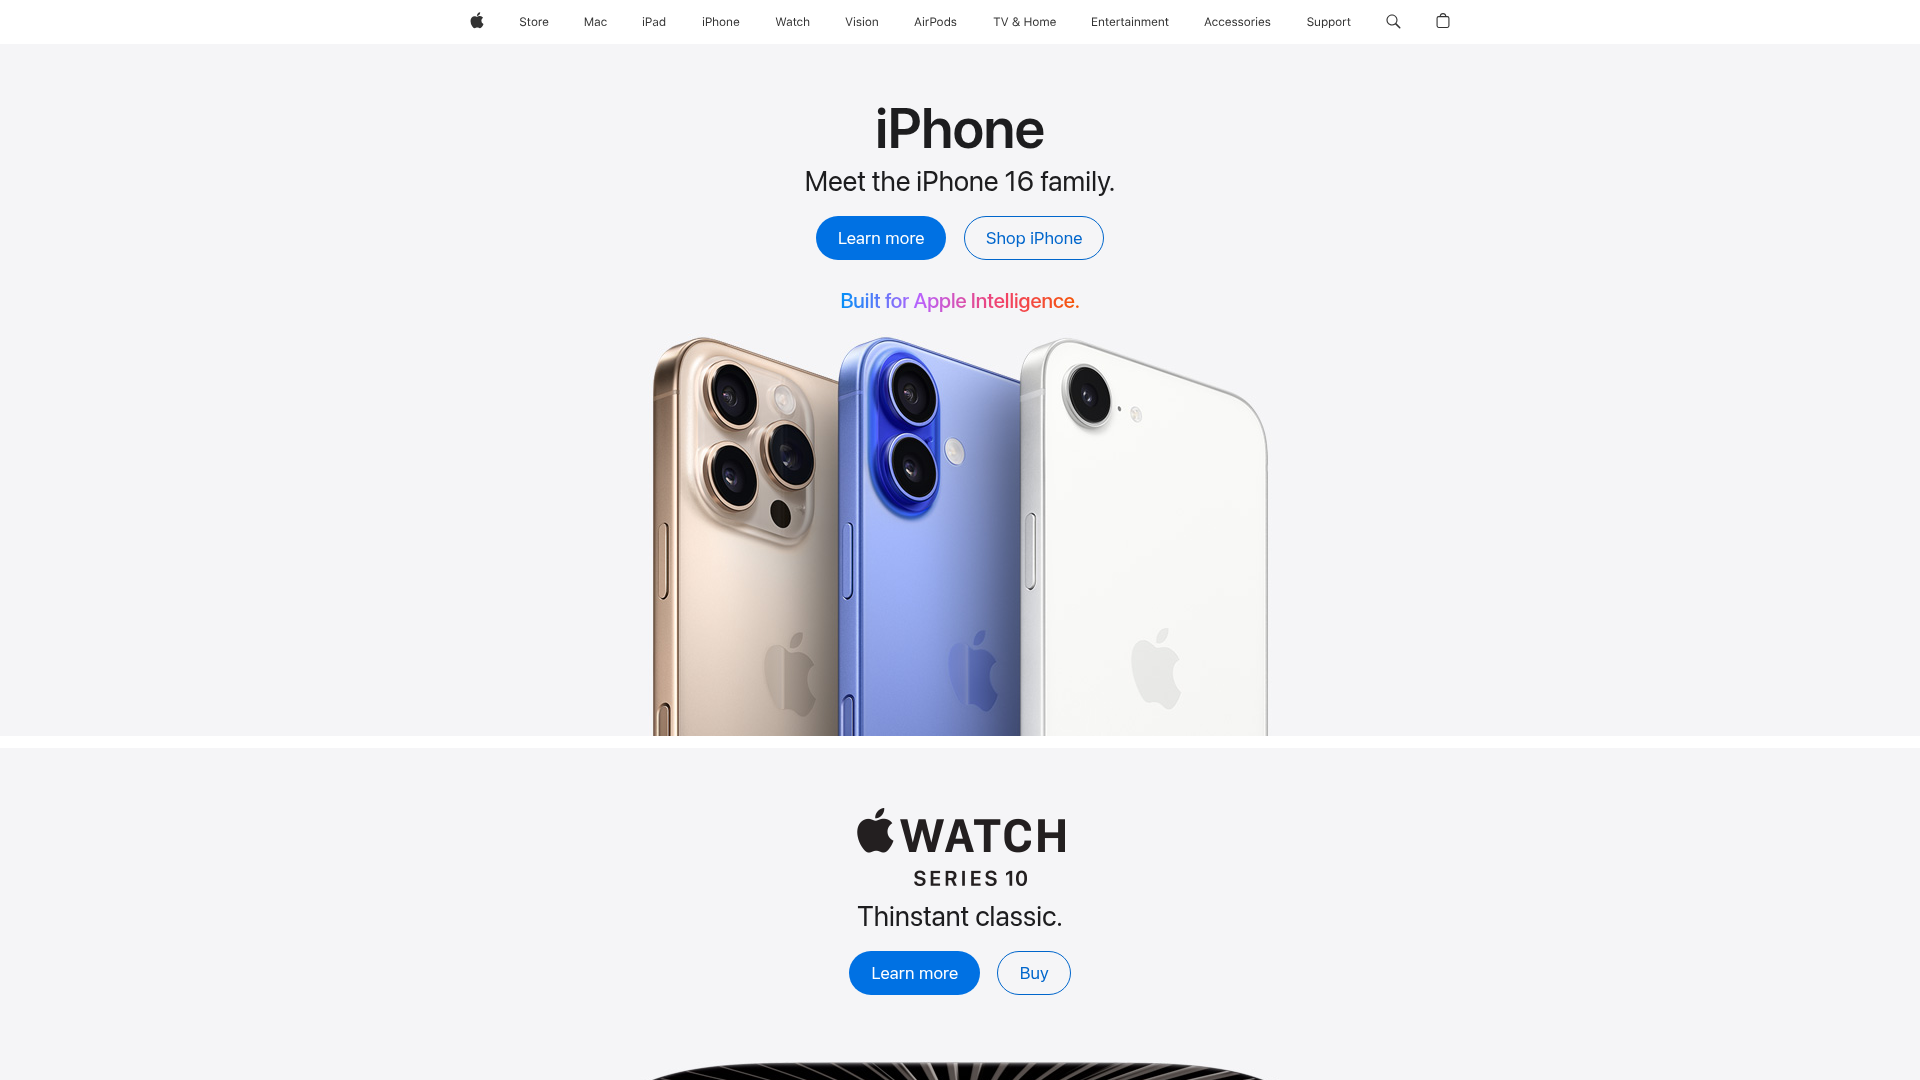 Store Mac iPad iPhone Watch Vision AirPods TV & Home Entertainment Accessories Support
iPhone
Meet the iPhone 16 family.
Learn more Shop iPhone
Built for Apple Intelligence.
WATCH
SERIES 10
Thinstant classic.
Learn more Buy